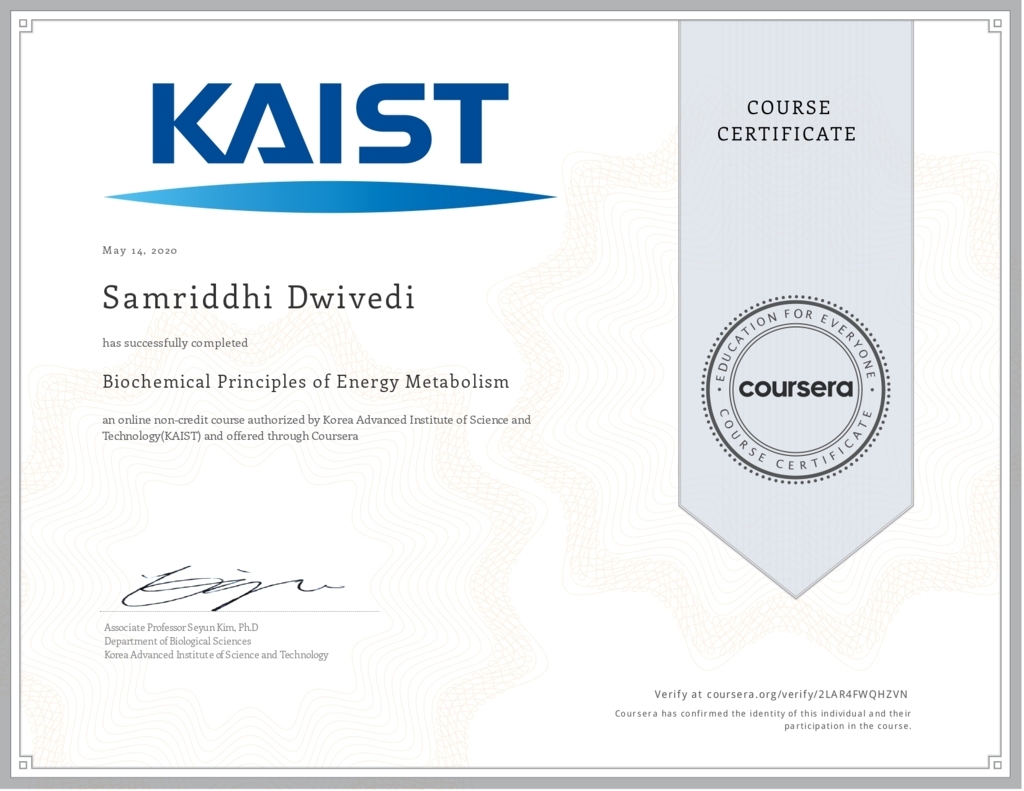 KAIST
COURSE
CERTIFICATE
May 14, 2020
Samriddhi Dwivedi
has successfully completed
Biochemical Principles of Energy Metabolism
an online non-credit course authorized by Korea Advanced Institute of Science and
Technology(KAIST) and offered through Coursera
EDUCATION FOR EVERYONE
coursera
COURSE CERTIFICATE
Associate Professor Seyun Kim, Ph.D
Department of Biological Sciences
Korea Advanced Institute of Science and Technology
Verify at coursera.org/verify/2LAR4FWQHZVN
Coursera has confirmed the identity of this individual and their
participation in the course.